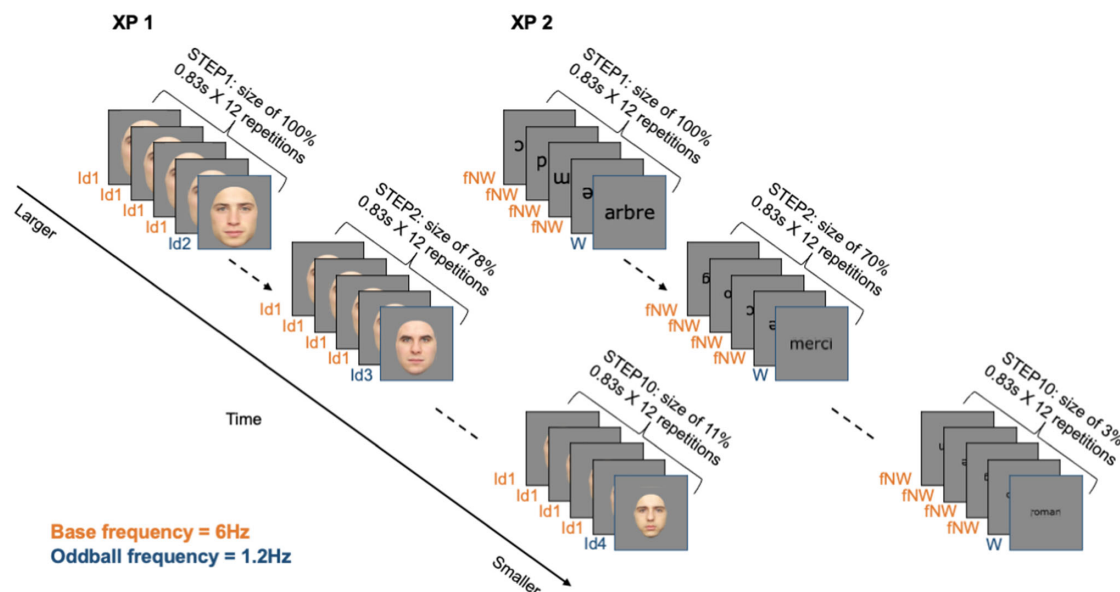 XP 1
XP 2
STEP1: size of 100%
0.83s X 12 repetitions
Id1
Id1
Id1
Id1
Id2
STEP2: size of 78%
0.83s X 12 repetitions
Id1
Id1
Id1
Id1
Id3
STEP10: size of 11%
0.83s X 12 repetitions
Id1
Id1
Id1
Id1
Id4
STEP1: size of 100%
0.83s X 12 repetitions
fNW
fNW
fNW
fNW
W
arbre
STEP2: size of 70%
0.83s X 12 repetitions
fNW
fNW
fNW
fNW
W
merci
STEP10: size of 3%
0.83s X 12 repetitions
fNW
fNW
fNW
fNW
W
roman
Larger
Time
Smaller
Base frequency = 6Hz
Oddball frequency = 1.2Hz